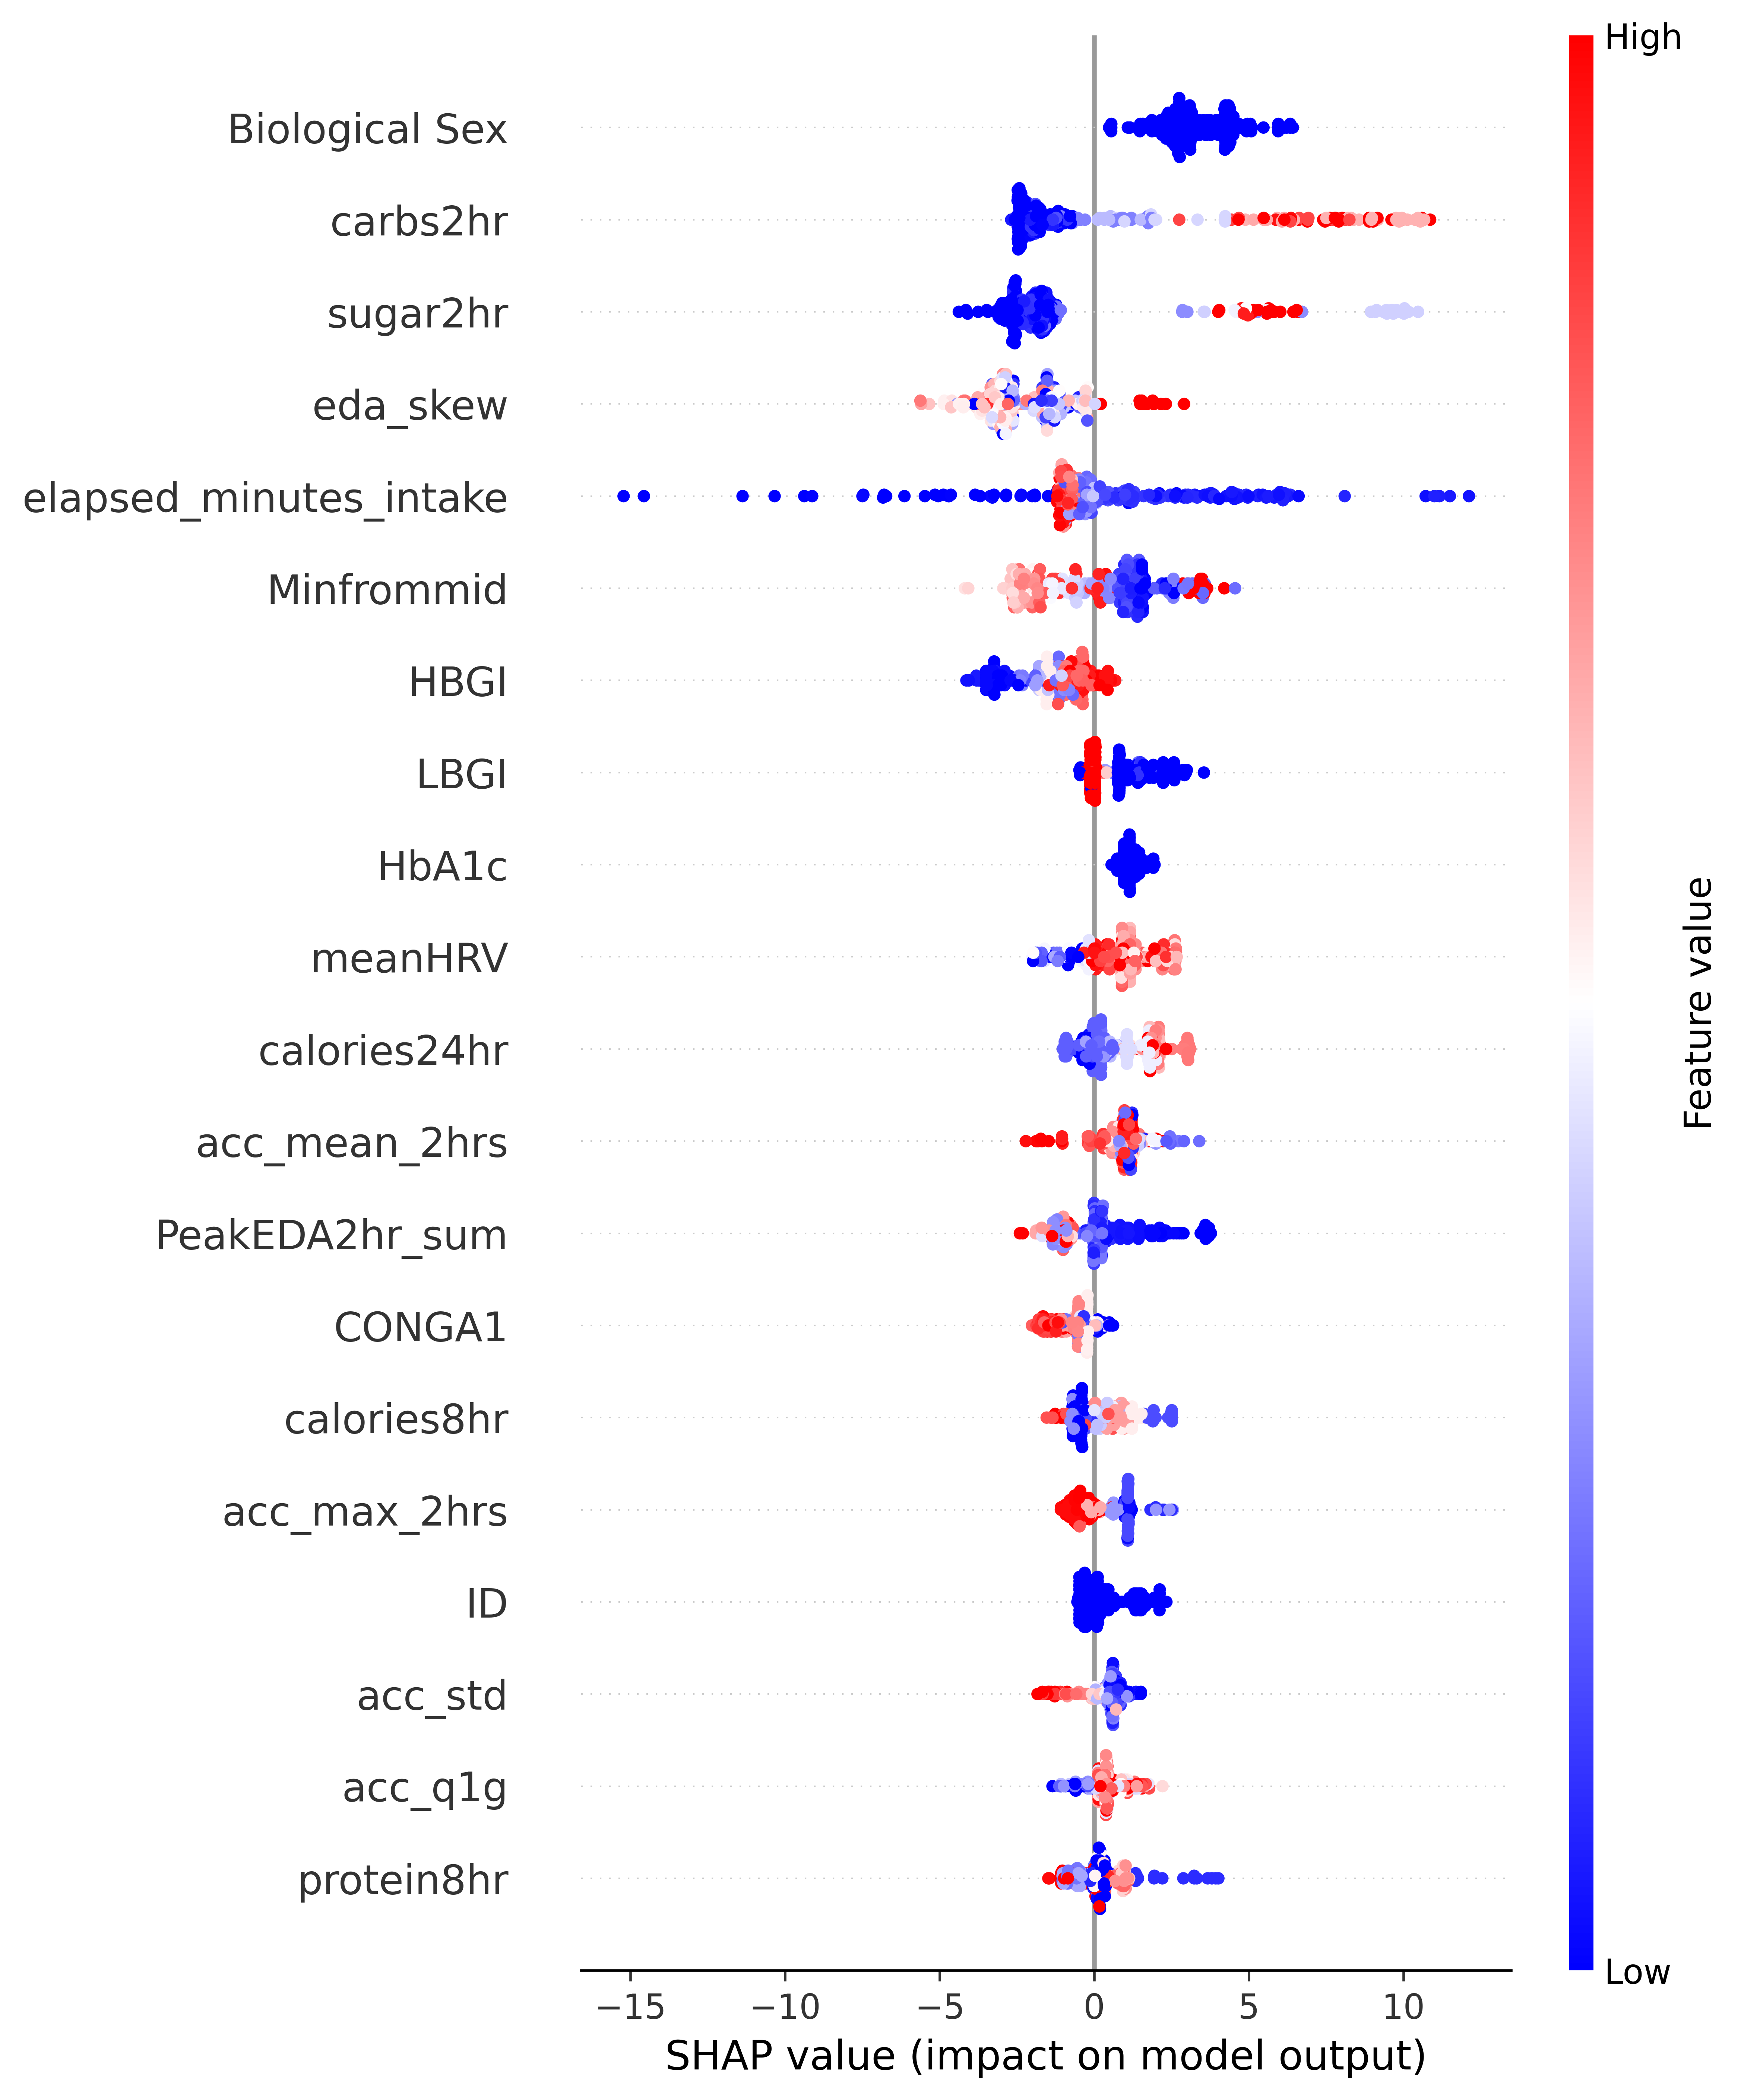 High
Biological Sex
carbs2hr
sugar2hr
eda_skew
elapsed_minutes_intake
Minfrommid
HBGI
LBGI
HbA1c
meanHRV
calories24hr
acc_mean_2hrs
PeakEDA2hr_sum
CONGA1
calories8hr
acc_max_2hrs
ID
acc_std
acc_q1g
protein8hr
Feature value
Low
−15 −10 −5 0 5 10
SHAP value (impact on model output)